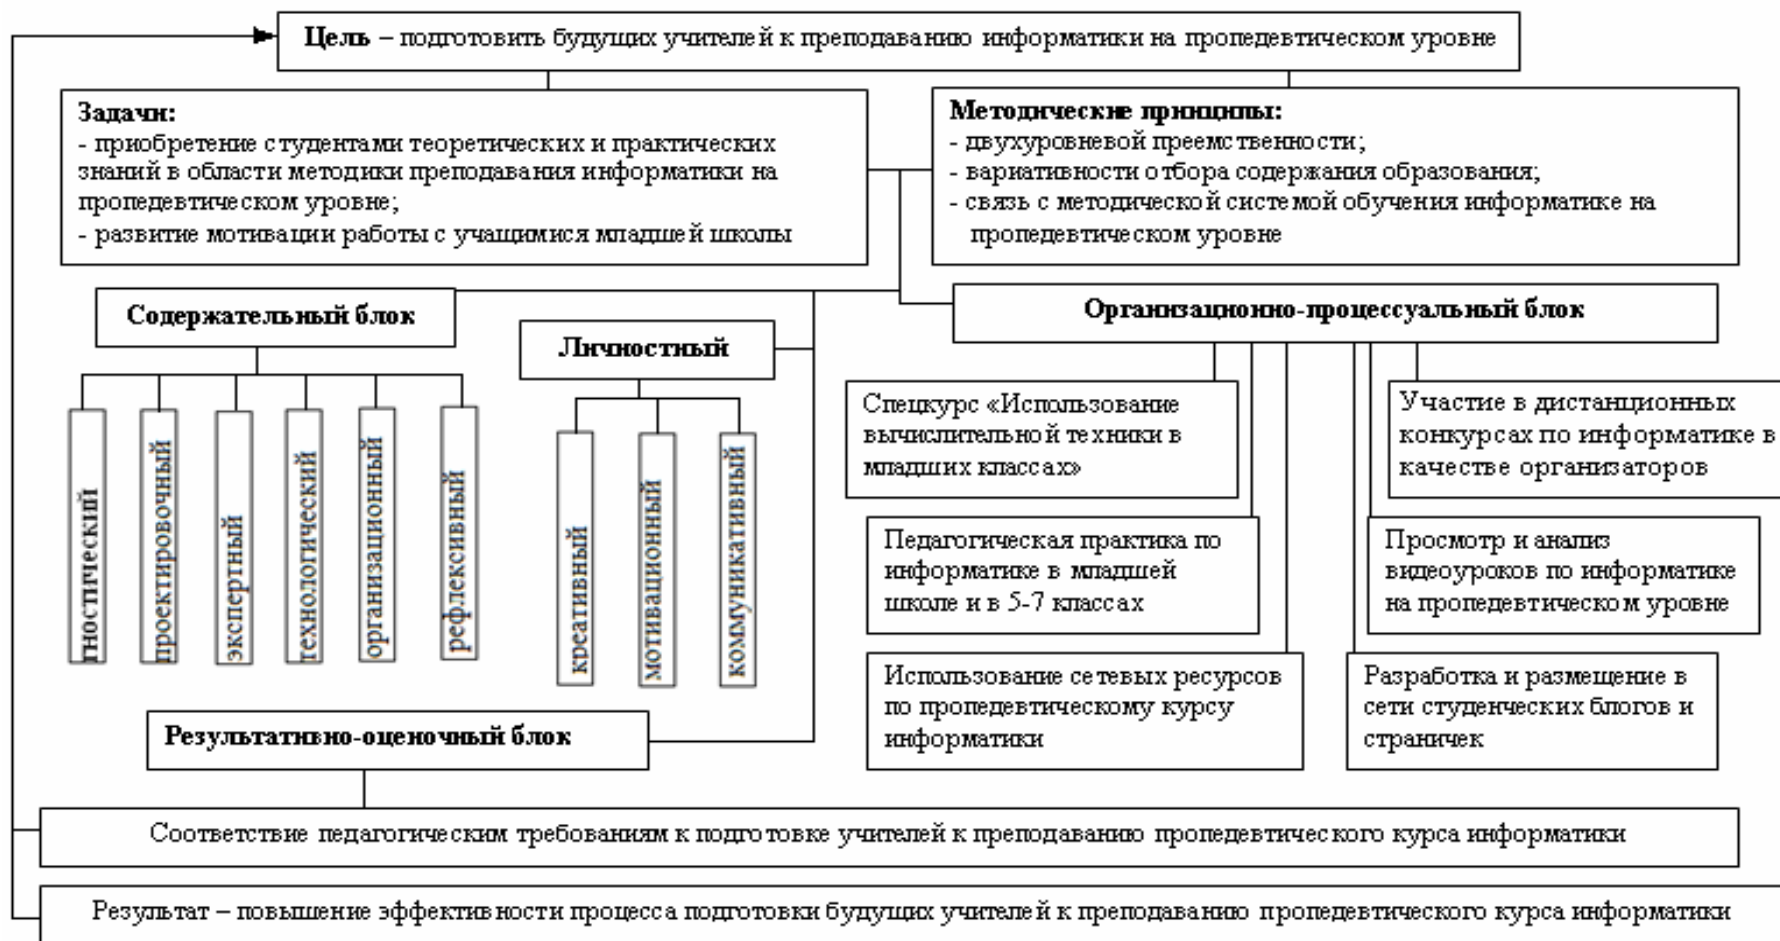 Цель – подготовить будущих учителей к преподаванию информатики на пропедевтическом уровне
Задачи:
- приобретение студентами теоретических и практических
знаний в области методики преподавания информатики на
пропедевтическом уровне;
- развитие мотивации работы с учащимися младшей школы
Методические принципы:
- двухуровневой преемственности;
- вариативности отбора содержания образования;
- связь с методической системой обучения информатике на
пропедевтическом уровне
Содержательный блок
гностический
проектировочный
экспертный
технологический
организационный
рефлексивный
Личностный
креативный
мотивационный
коммуникативный
Организационно-процессуальный блок
Спецкурс «Использование
вычислительной техники в
младших классах»
Участие в дистанционных
конкурсах по информатике в
качестве организаторов
Педагогическая практика по
информатике в младшей
школе и в 5-7 классах
Просмотр и анализ
видеоуроков по информатике
на пропедевтическом уровне
Использование сетевых ресурсов
по пропедевтическому курсу
информатики
Разработка и размещение в
сети студенческих блогов и
страничек
Результативно-оценочный блок
Соответствие педагогическим требованиям к подготовке учителей к преподаванию пропедевтического курса информатики
Результат – повышение эффективности процесса подготовки будущих учителей к преподаванию пропедевтического курса информатики